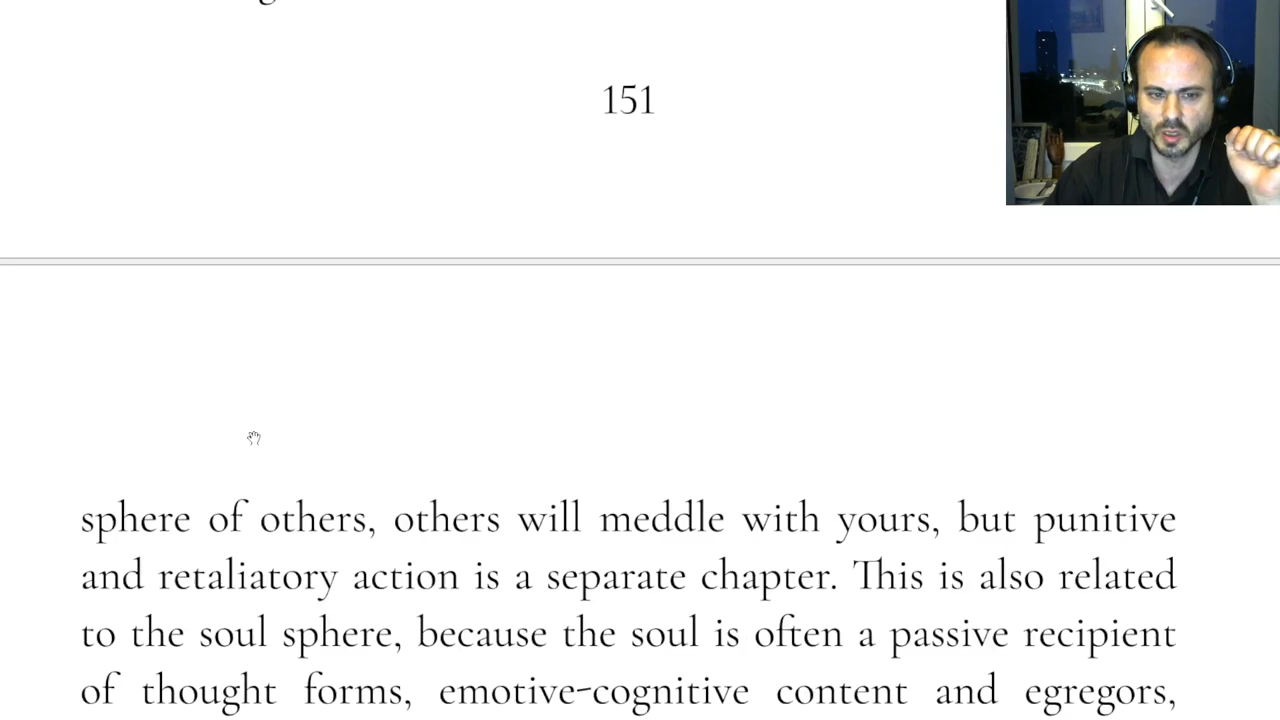 151
sphere of others, others will meddle with yours, but punitive
and retaliatory action is a separate chapter. This is also related
to the soul sphere, because the soul is often a passive recipient
of thought forms, emotive-cognitive content and egregors,